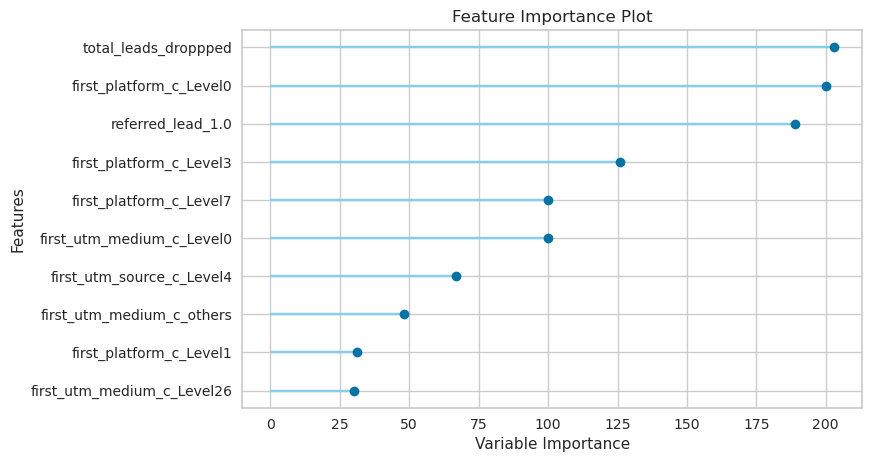 Feature Importance Plot
total_leads_droppped
first_platform_c_Level0
referred_lead_1.0
first_platform_c_Level3
first_platform_c_Level7
first_utm_medium_c_Level0
first_utm_source_c_Level4
first_utm_medium_c_others
first_platform_c_Level1
first_utm_medium_c_Level26
Features
0 25 50 75 100 125 150 175 200
Variable Importance